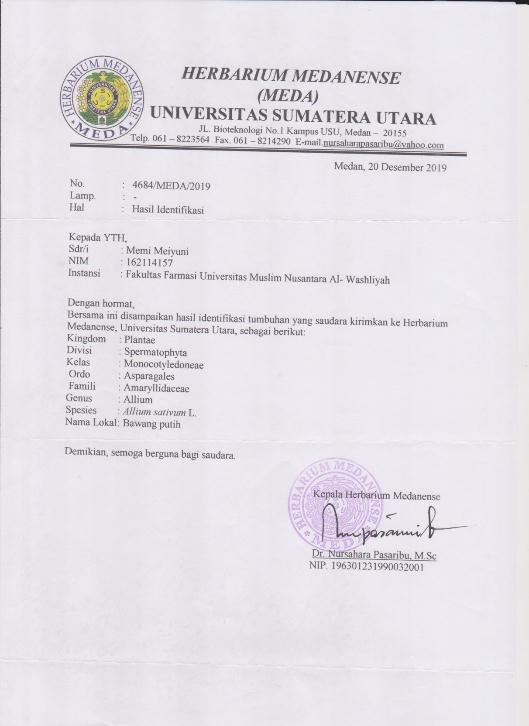 HERBARIUM MEDANENSE
(MEDA)
UNIVERSITAS SUMATERA UTARA
JL. Bioteknologi No.1 Kampus USU, Medan – 20155
Telp. 061 – 8223564 Fax. 061 – 8214290 E-mail.nursaharapasaribu@yahoo.com
HERBARIUM MEDANENSE
MEDA
Medan, 20 Desember 2019
No. : 4684/MEDA/2019
Lamp. : -
Hal : Hasil Identifikasi
Kepada YTH,
Sdr/i : Memi Meiyuni
NIM : 162114157
Instansi : Fakultas Farmasi Universitas Muslim Nusantara Al- Washliyah
Dengan hormat,
Bersama ini disampaikan hasil identifikasi tumbuhan yang saudara kirimkan ke Herbarium
Medanense, Universitas Sumatera Utara, sebagai berikut:
Kingdom : Plantae
Divisi : Spermatophyta
Kelas : Monocotyledoneae
Ordo : Asparagales
Famili : Amaryllidaceae
Genus : Allium
Spesies : Allium sativum L.
Nama Lokal: Bawang putih
Demikian, semoga berguna bagi saudara.
HERBARIUM MEDANENSE
MEDA
Kepala Herbarium Medanense
Dr. Nursahara Pasaribu, M.Sc
NIP. 196301231990032001